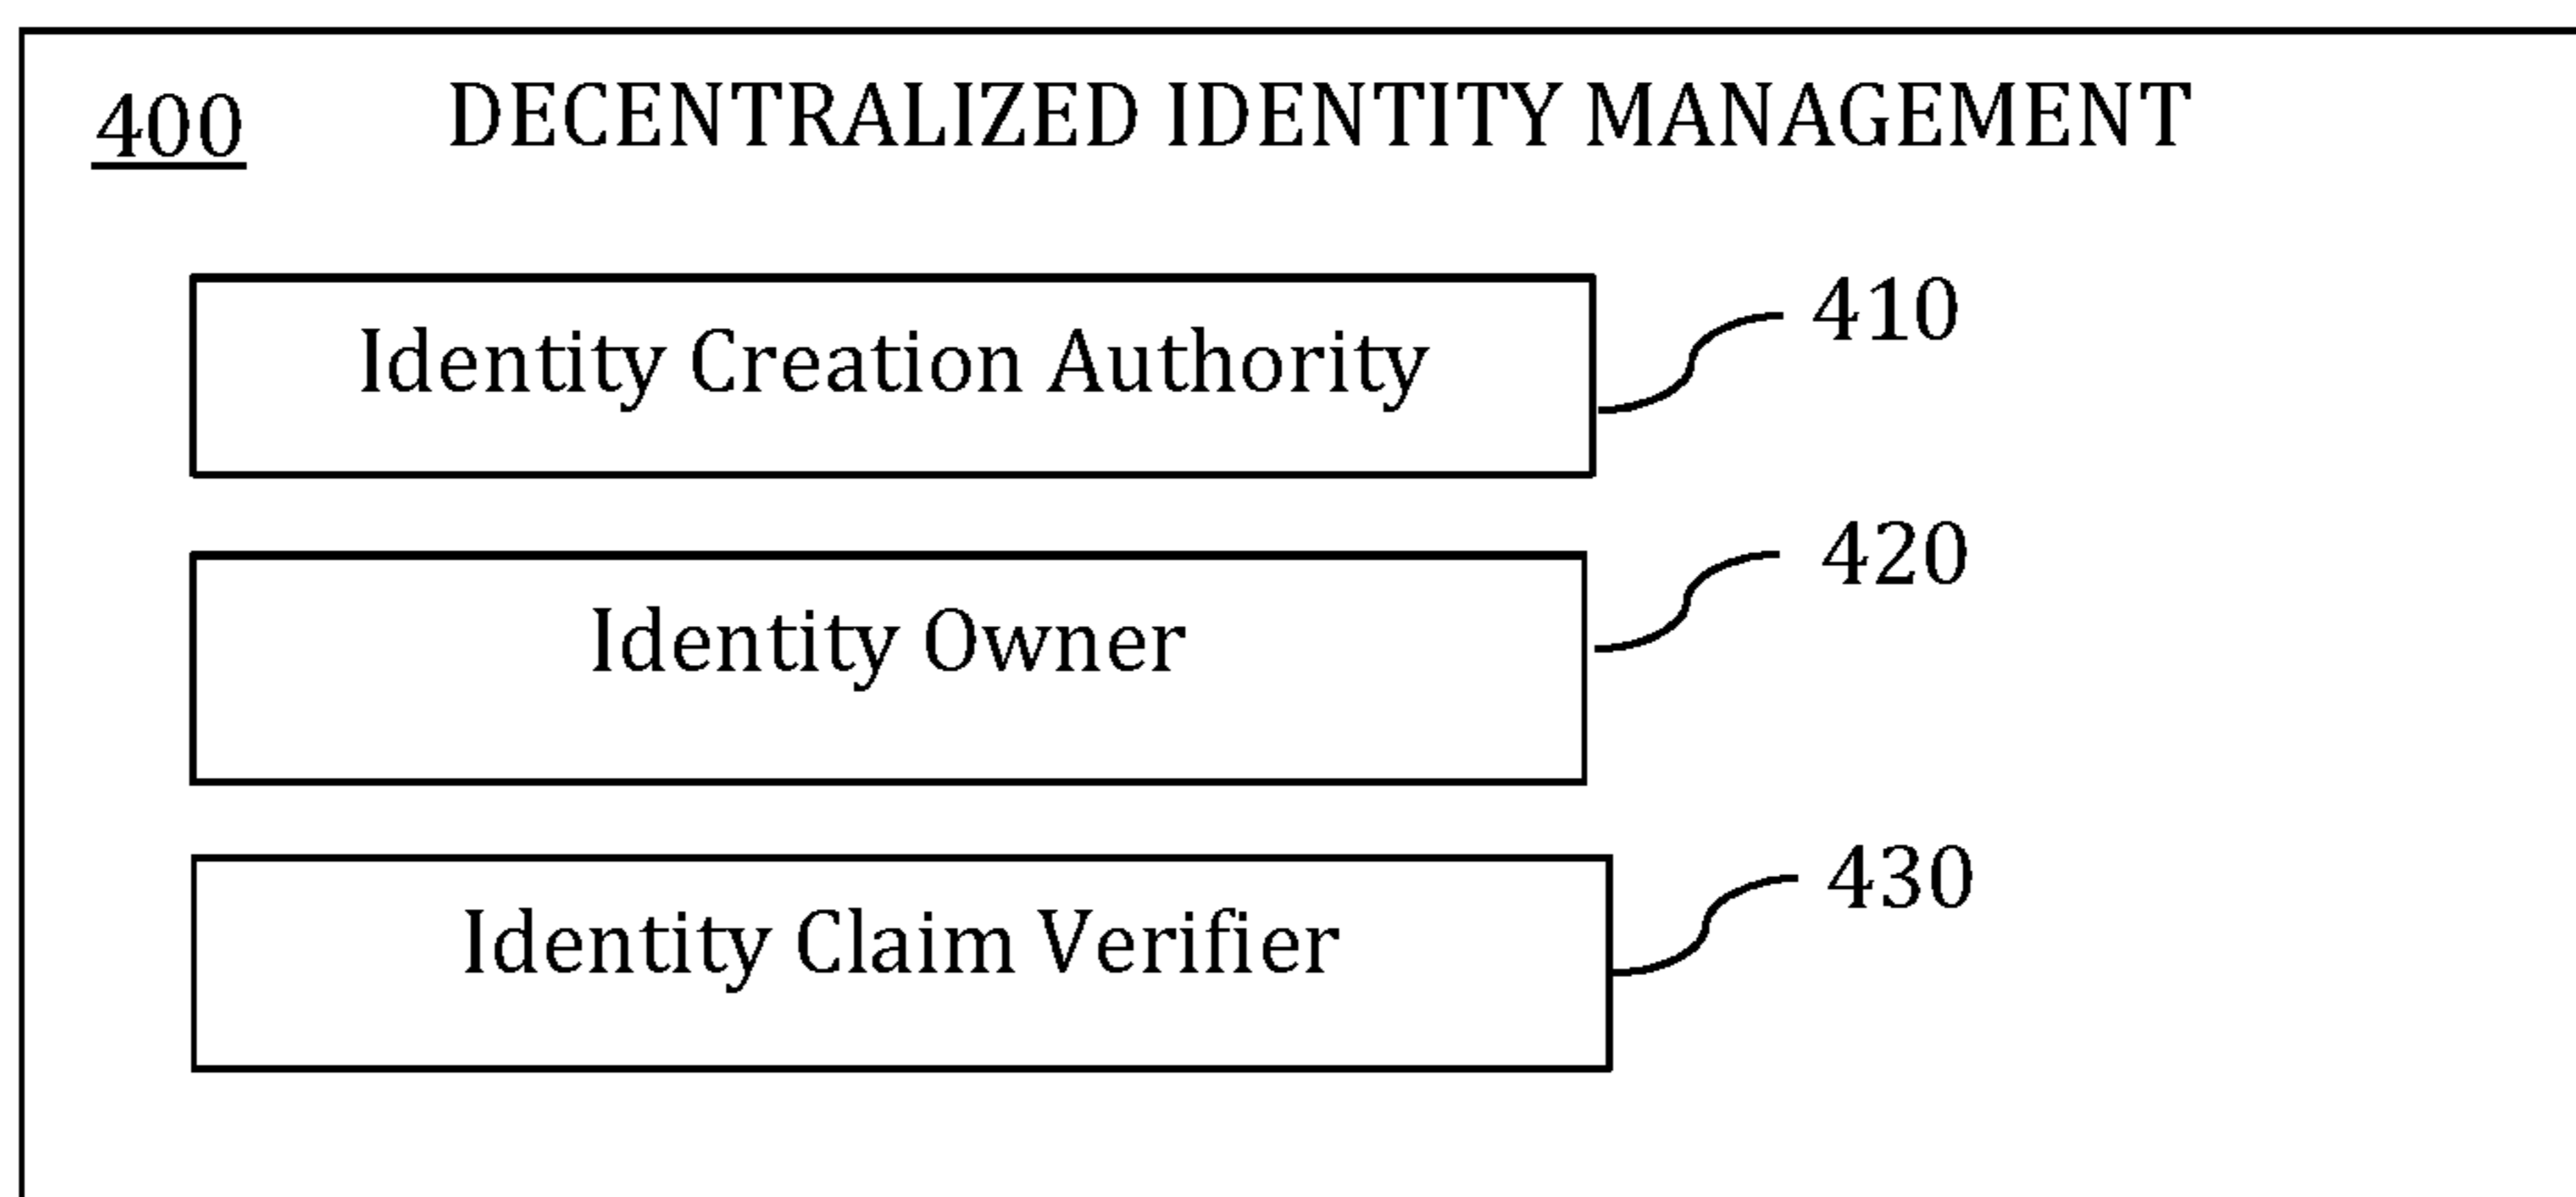 400 DECENTRALIZED IDENTITY MANAGEMENT
Identity Creation Authority 410
Identity Owner 420
Identity Claim Verifier 430